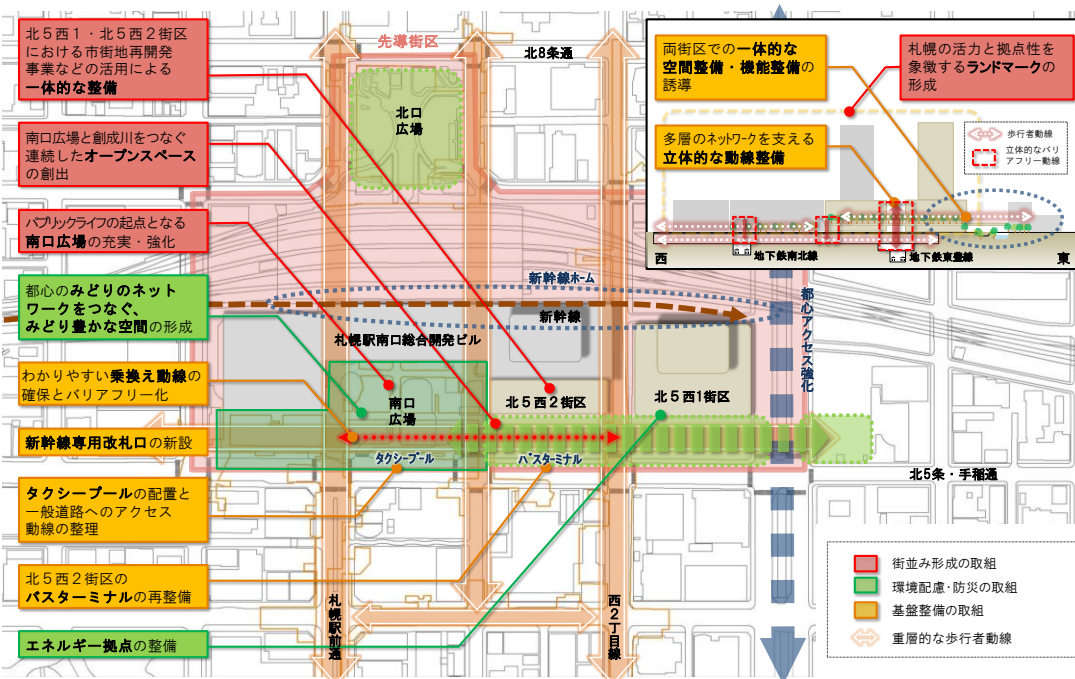 北５西１・北５西２街区
における市街地再開発
事業などの活用による
一体的な整備
南口広場と創成川をつなぐ
連続したオープンスペース
の創出
パブリックライフの起点となる
南口広場の充実・強化
都心のみどりのネット
ワークをつなぐ、
みどり豊かな空間の形成
わかりやすい乗換え動線の
確保とバリアフリー化
新幹線専用改札口の新設
タクシープールの配置と
一般道路へのアクセス
動線の整理
北５西２街区の
バスターミナルの再整備
エネルギー拠点の整備
先導街区
北8条通
北口
広場
新幹線ホーム
新幹線
札幌駅南口総合開発ビル
南口
広場
北５西２街区
北５西1街区
タクシープール
バスターミナル
北5条・手稲通
都心アクセス強化
札幌駅前通
西２丁目線
両街区での一体的な
空間整備・機能整備の
誘導
札幌の活力と拠点性を
象徴するランドマークの
形成
多層のネットワークを支える
立体的な動線整備
歩行者動線
立体的なバリ
アフリー動線
西
地下鉄南北線
地下鉄東豊線
東
街並み形成の取組
環境配慮・防災の取組
基盤整備の取組
重層的な歩行者動線